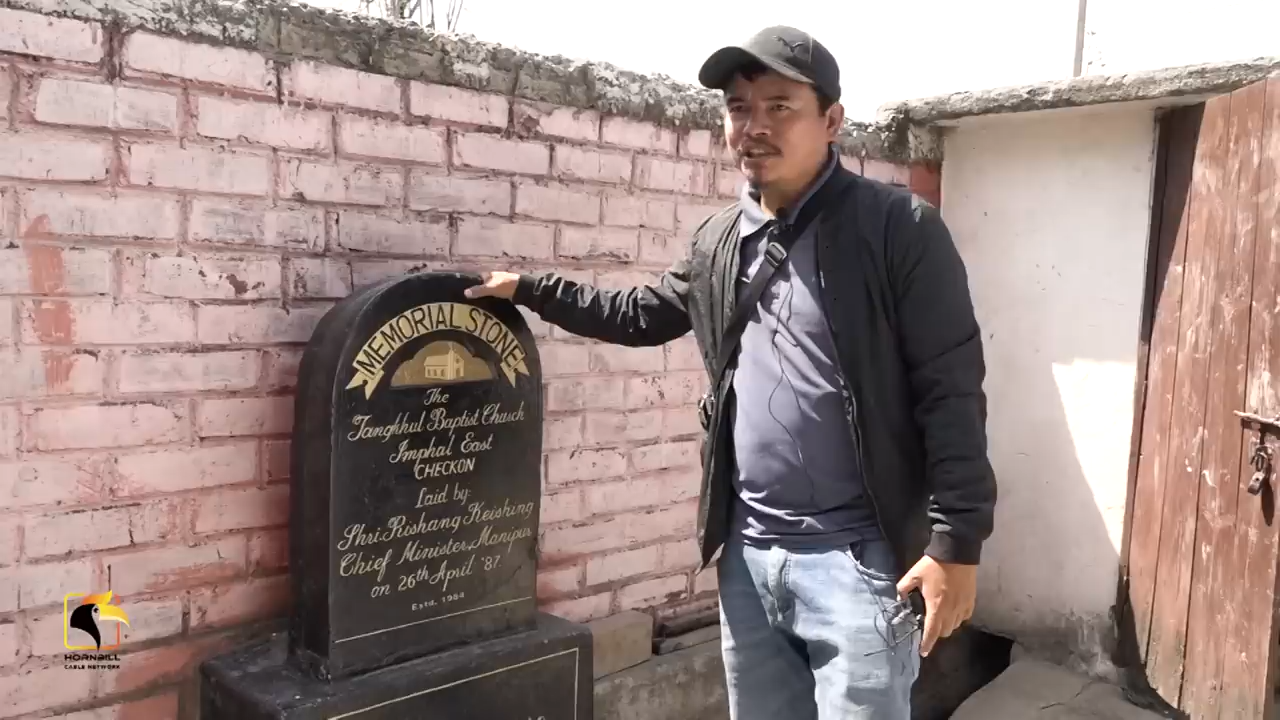 MEMORIAL STONE
The
Tangkhul Baptist Church
Imphal East
CHECKON
Laid by:
Shri. Rishang Keishing
Chief Minister, Manipur
on 26th April '87.
Estd. 1984
HORNBILL
CABLE NETWORK